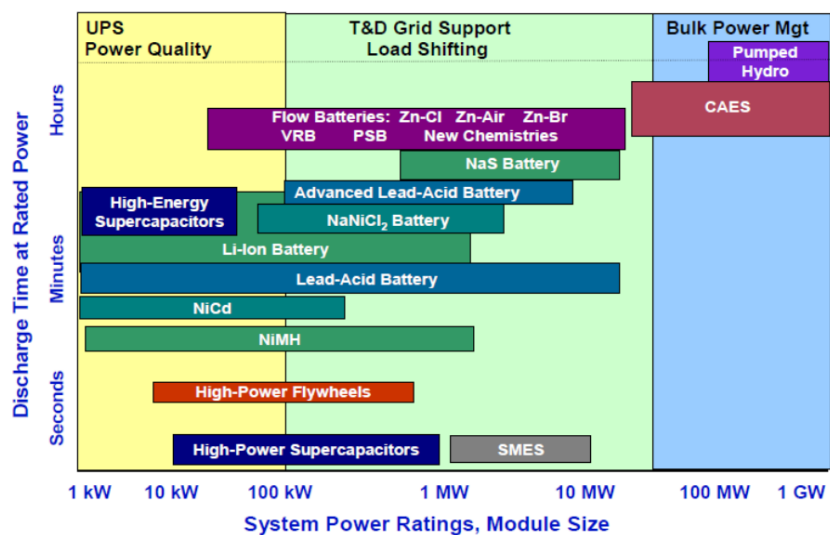 UPS
Power Quality
T&D Grid Support
Load Shifting
Bulk Power Mgt
Pumped
Hydro
CAES
Flow Batteries: Zn-Cl Zn-Air Zn-Br
VRB PSB New Chemistries
NaS Battery
High-Energy
Supercapacitors
Advanced Lead-Acid Battery
NaNiCl₂ Battery
Li-Ion Battery
Lead-Acid Battery
NiCd
NiMH
High-Power Flywheels
High-Power Supercapacitors
SMES
Discharge Time at Rated Power
Hours
Minutes
Seconds
1 kW 10 kW 100 kW 1 MW 10 MW 100 MW 1 GW
System Power Ratings, Module Size